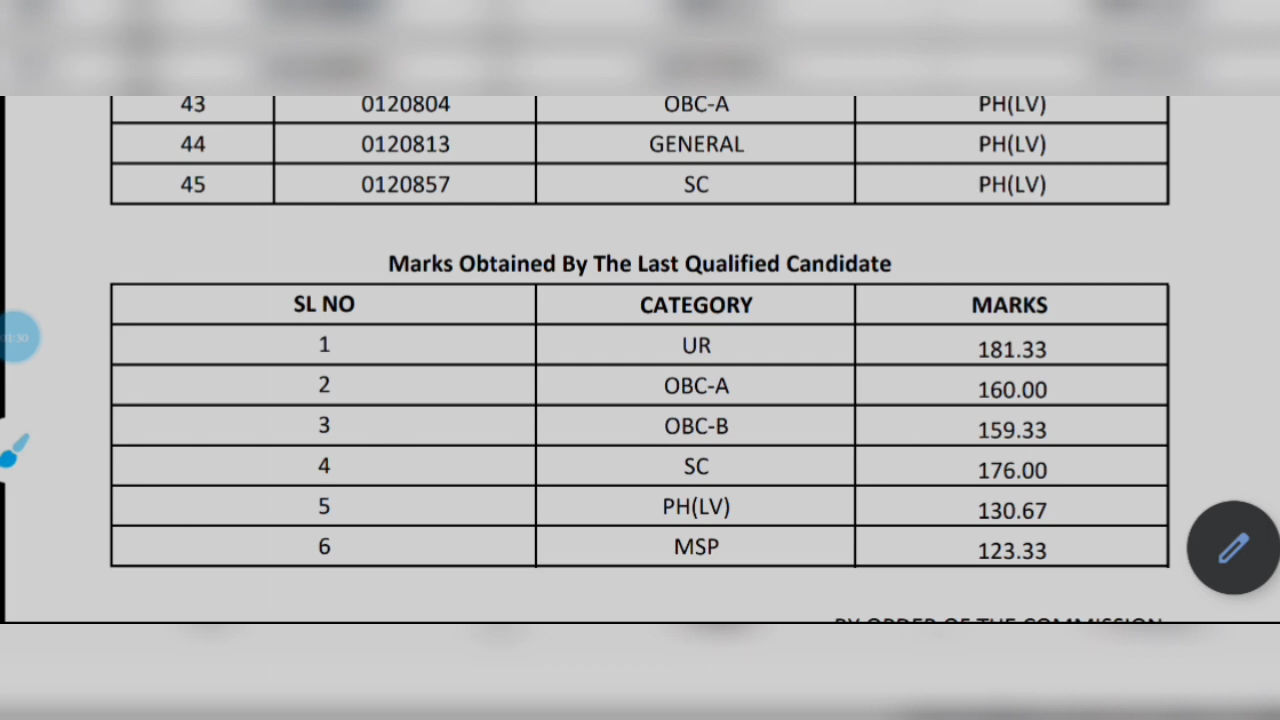 43 0120804 OBC-A PH(LV)
44 0120813 GENERAL PH(LV)
45 0120857 SC PH(LV)
Marks Obtained By The Last Qualified Candidate
SL NO CATEGORY MARKS
1 UR 181.33
2 OBC-A 160.00
3 OBC-B 159.33
4 SC 176.00
5 PH(LV) 130.67
6 MSP 123.33
01:30
BY ORDER OF THE COMMISSION